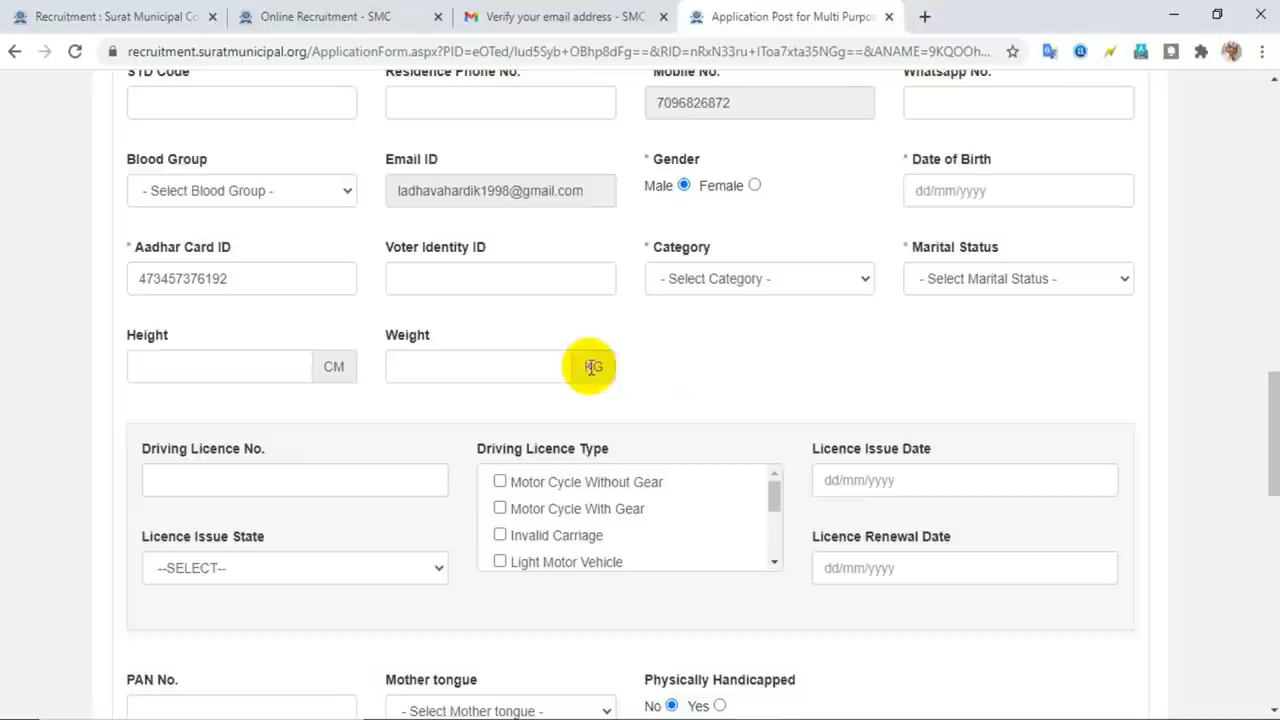 Recruitment : Surat Municipal Co
Online Recruitment - SMC
Verify your email address - SMC
Application Post for Multi Purpo
recruitment.suratmunicipal.org/ApplicationForm.aspx?PID=eOTed/Iud5Syb+OBhp8dFg==&RID=nRxN33ru+IToa7xta35NGg==&ANAME=9KQOOh...
STD Code
Residence Phone No.
* Mobile No.
Whatsapp No.
7096826872
Blood Group
Email ID
* Gender
* Date of Birth
- Select Blood Group -
ladhavahardik1998@gmail.com
Male Female
dd/mm/yyyy
* Aadhar Card ID
Voter Identity ID
* Category
* Marital Status
473457376192
- Select Category -
- Select Marital Status -
Height
Weight
CM
KG
Driving Licence No.
Driving Licence Type
Licence Issue Date
Motor Cycle Without Gear
dd/mm/yyyy
Motor Cycle With Gear
Licence Issue State
Invalid Carriage
Licence Renewal Date
--SELECT--
Light Motor Vehicle
dd/mm/yyyy
PAN No.
Mother tongue
Physically Handicapped
- Select Mother tongue -
No Yes